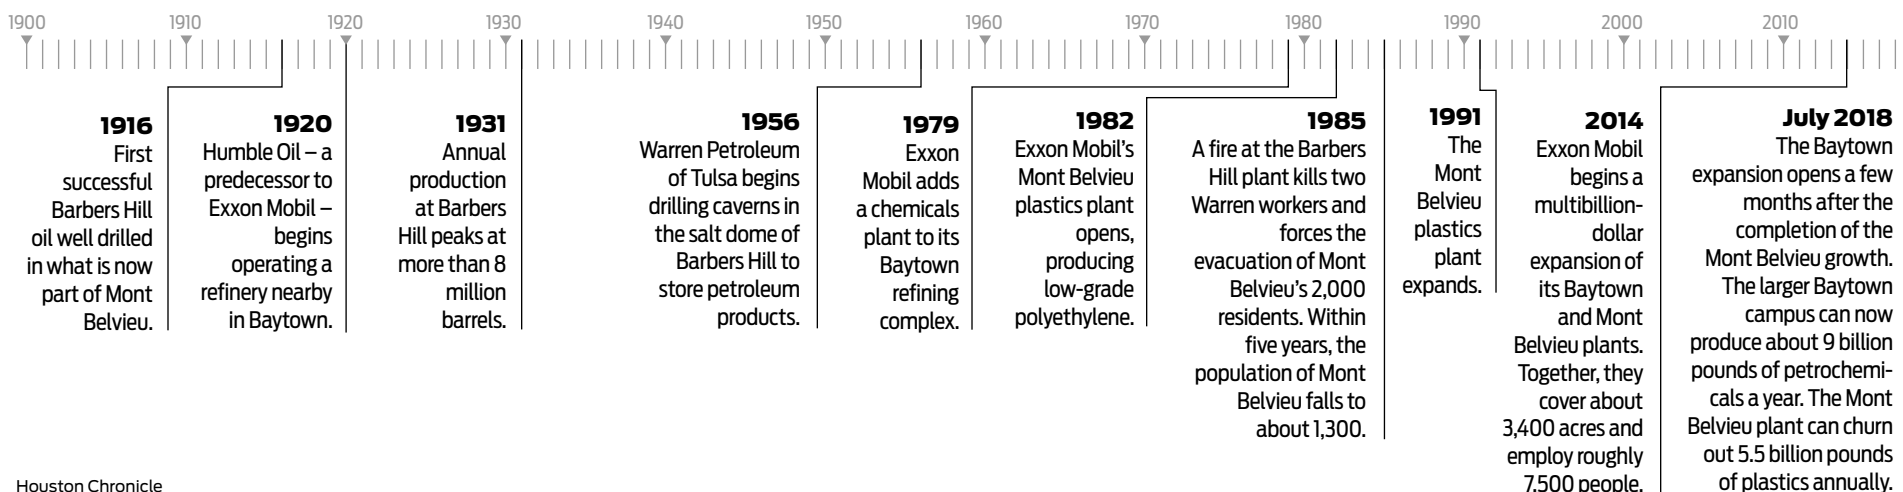 1900 1910 1920 1930 1940 1950 1960 1970 1980 1990 2000 2010
1916
First
successful
Barbers Hill
oil well drilled
in what is now
part of Mont
Belvieu.
1920
Humble Oil – a
predecessor to
Exxon Mobil –
begins
operating a
refinery nearby
in Baytown.
1931
Annual
production
at Barbers
Hill peaks at
more than 8
million
barrels.
1956
Warren Petroleum
of Tulsa begins
drilling caverns in
the salt dome of
Barbers Hill to
store petroleum
products.
1979
Exxon
Mobil adds
a chemicals
plant to its
Baytown
refining
complex.
1982
Exxon Mobil's
Mont Belvieu
plastics plant
opens,
producing
low-grade
polyethylene.
1985
A fire at the Barbers
Hill plant kills two
Warren workers and
forces the
evacuation of Mont
Belvieu's 2,000
residents. Within
five years, the
population of Mont
Belvieu falls to
about 1,300.
1991
The
Mont
Belvieu
plastics
plant
expands.
2014
Exxon Mobil
begins a
multibillion-
dollar
expansion of
its Baytown
and Mont
Belvieu plants.
Together, they
cover about
3,400 acres and
employ roughly
7,500 people.
July 2018
The Baytown
expansion opens a few
months after the
completion of the
Mont Belvieu growth.
The larger Baytown
campus can now
produce about 9 billion
pounds of petrochemi-
cals a year. The Mont
Belvieu plant can churn
out 5.5 billion pounds
of plastics annually.
Houston Chronicle